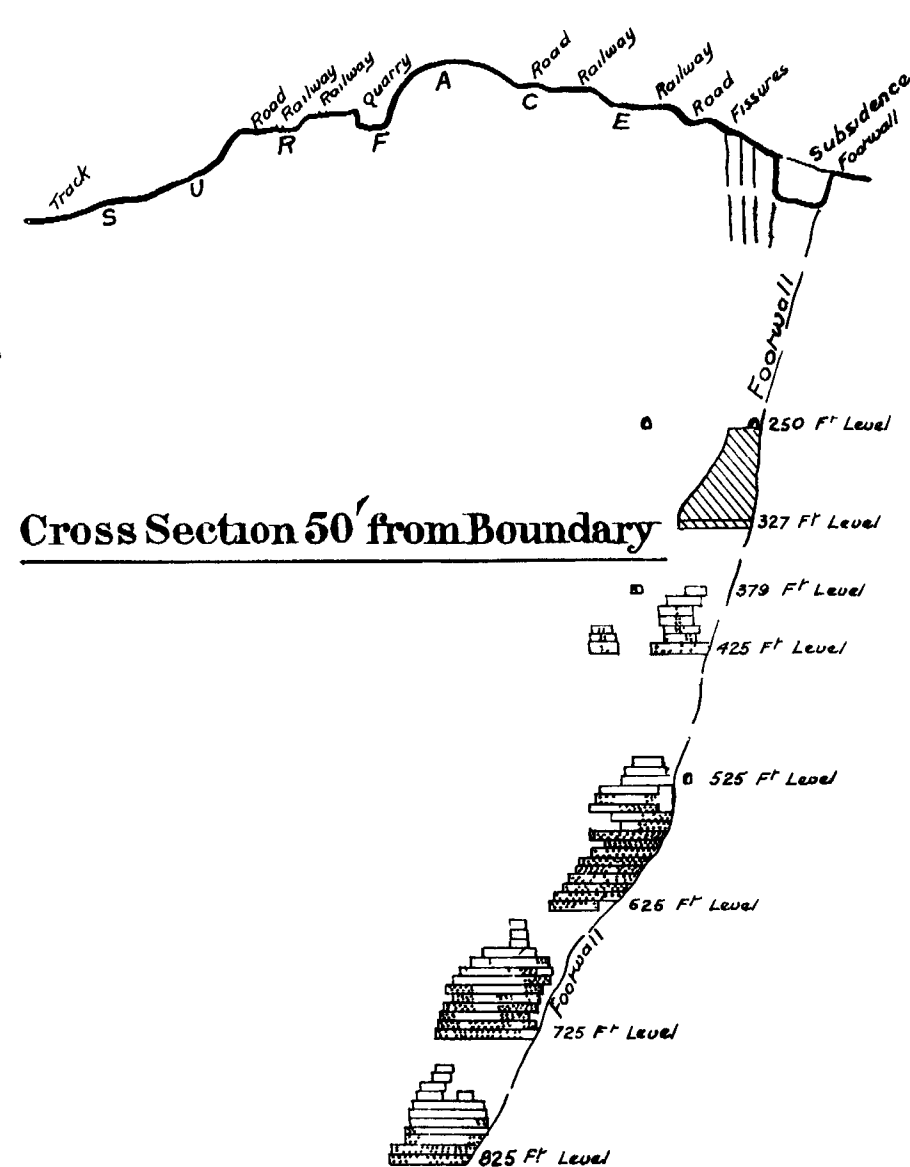 Track
Road
Railway
Railway
Quarry
Road
Railway
Railway
Road
Fissures
Subsidence
Footwall
S U R F A C E
Footwall
250 Ft Level
Cross Section 50' from Boundary
327 Ft Level
379 Ft Level
425 Ft Level
525 Ft Level
625 Ft Level
Footwall
725 Ft Level
825 Ft Level